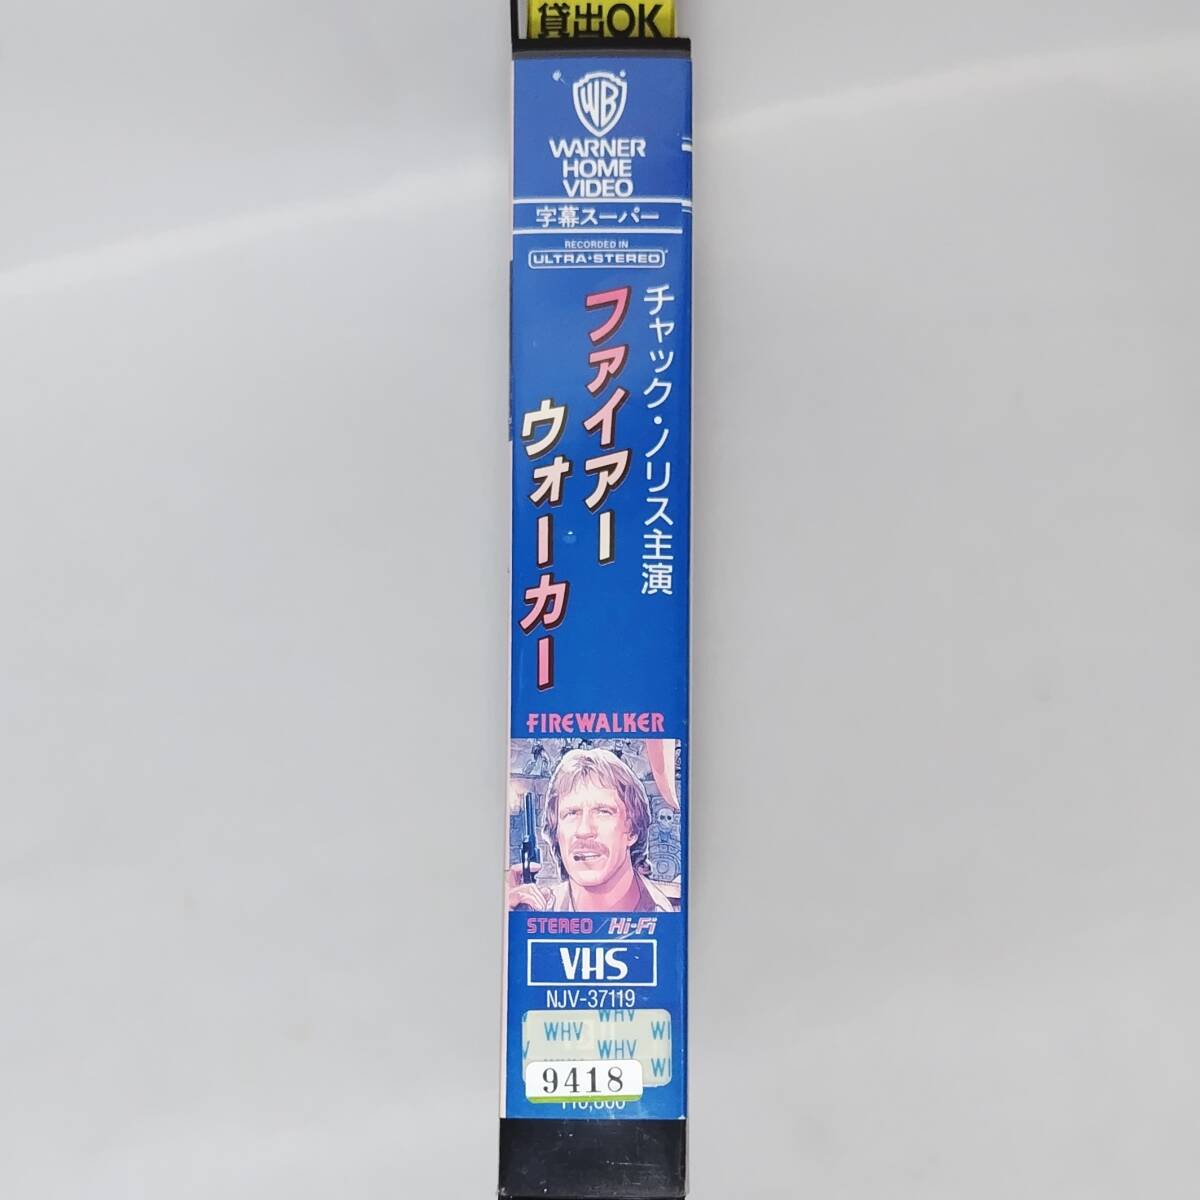 貸出OK
WB
WARNER
HOME
VIDEO
字幕スーパー
RECORDED IN
ULTRA・STEREO
チャック・ノリス主演
ファイアー
ウォーカー
FIREWALKER
STEREO / Hi-Fi
VHS
NJV-37119
WHV
WHV
WHV
9418